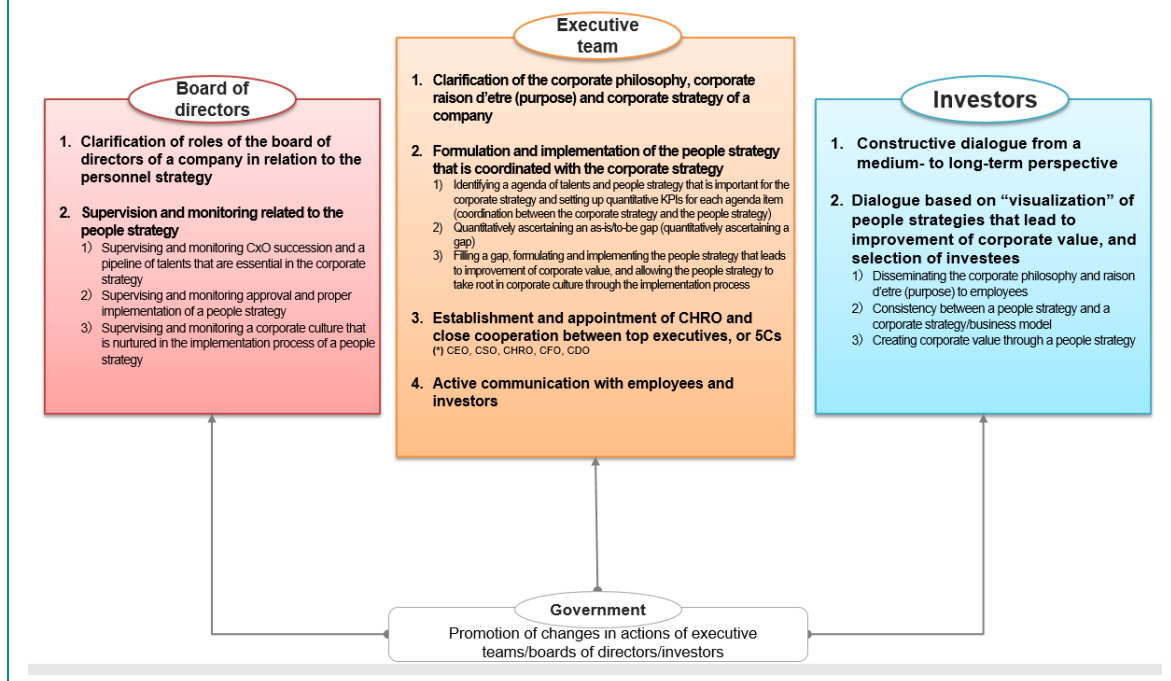 Board of
directors
1. Clarification of roles of the board of
directors of a company in relation to the
personnel strategy
2. Supervision and monitoring related to the
people strategy
1) Supervising and monitoring CxO succession and a
pipeline of talents that are essential in the corporate
strategy
2) Supervising and monitoring approval and proper
implementation of a people strategy
3) Supervising and monitoring a corporate culture that
is nurtured in the implementation process of a people
strategy
Executive
team
1. Clarification of the corporate philosophy, corporate
raison d’etre (purpose) and corporate strategy of a
company
2. Formulation and implementation of the people strategy
that is coordinated with the corporate strategy
1) Identifying a agenda of talents and people strategy that is important for the
corporate strategy and setting up quantitative KPIs for each agenda item
(coordination between the corporate strategy and the people strategy)
2) Quantitatively ascertaining an as-is/to-be gap (quantitatively ascertaining a
gap)
3) Filling a gap, formulating and implementing the people strategy that leads
to improvement of corporate value, and allowing the people strategy to
take root in corporate culture through the implementation process
3. Establishment and appointment of CHRO and
close cooperation between top executives, or 5Cs
(*) CEO, CSO, CHRO, CFO, CDO
4. Active communication with employees and
investors
Investors
1. Constructive dialogue from a
medium- to long-term perspective
2. Dialogue based on “visualization” of
people strategies that lead to
improvement of corporate value, and
selection of investees
1) Disseminating the corporate philosophy and raison
d’etre (purpose) to employees
2) Consistency between a people strategy and a
corporate strategy/business model
3) Creating corporate value through a people strategy
Government
Promotion of changes in actions of executive
teams/boards of directors/investors